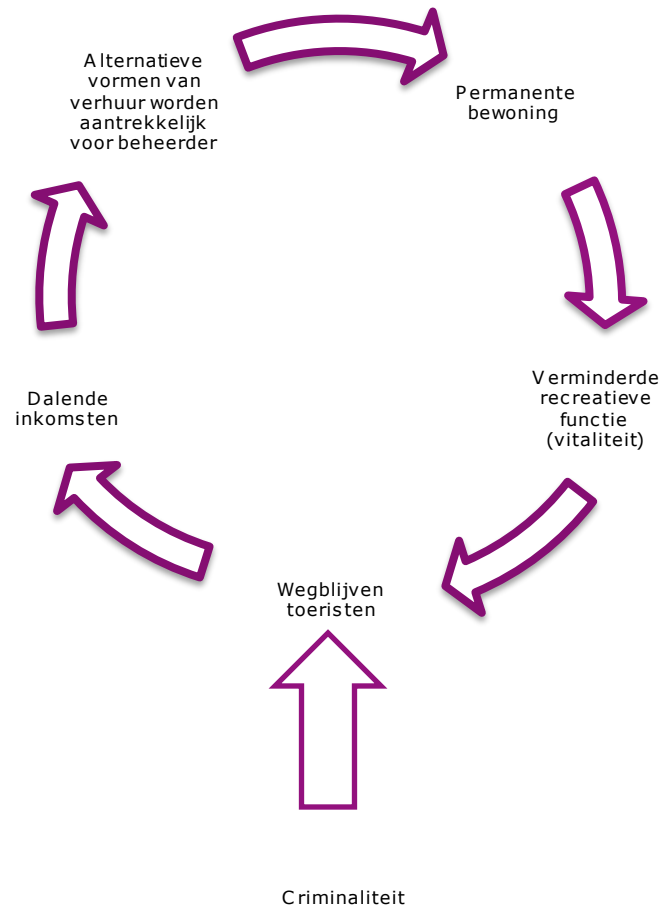 Alternatieve
vormen van
verhuur worden
aantrekkelijk
voor beheerder
Permanente
bewoning
Verminderde
recreatieve
functie
(vitaliteit)
Dalende
inkomsten
Wegblijven
toeristen
Criminaliteit